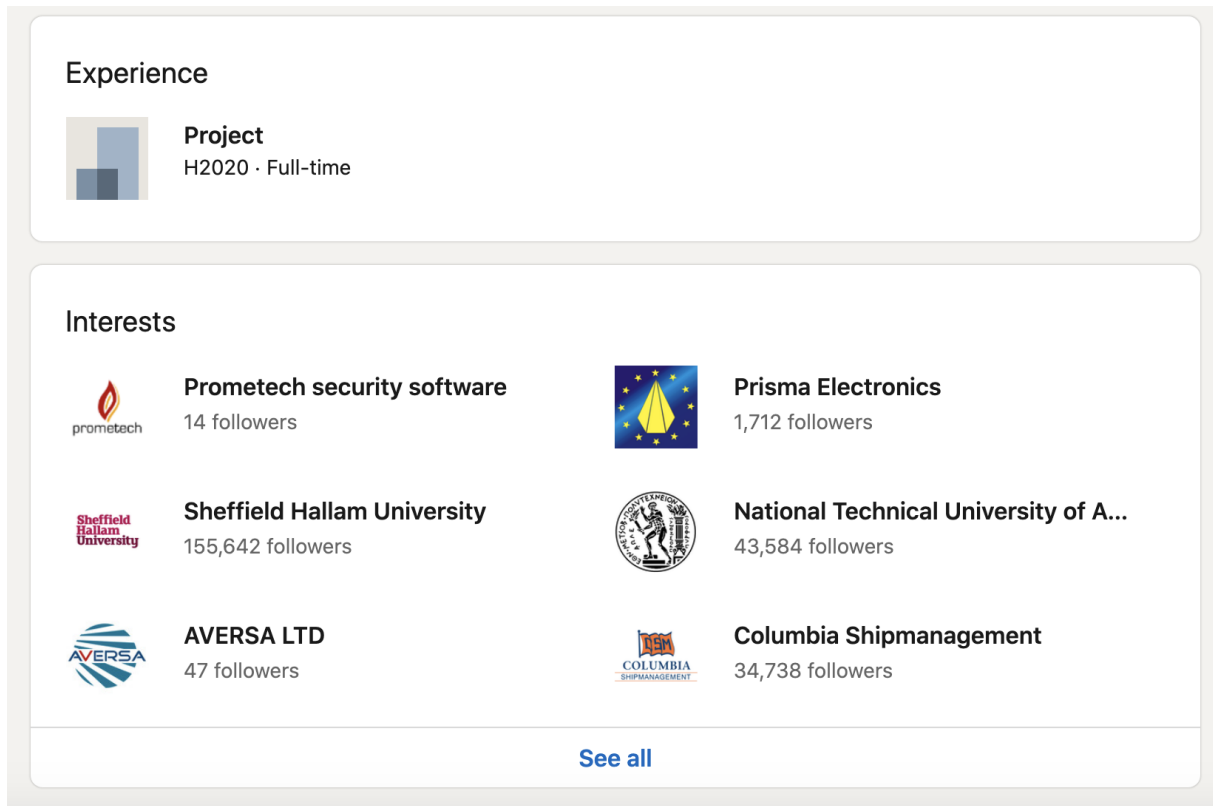 Experience
Project
H2020 · Full-time
Interests
prometech
Prometech security software
14 followers
Prisma Electronics
1,712 followers
Sheffield
Hallam
University
Sheffield Hallam University
155,642 followers
National Technical University of A...
43,584 followers
AVERSA
AVERSA LTD
47 followers
CSM
COLUMBIA
SHIPMANAGEMENT
Columbia Shipmanagement
34,738 followers
See all